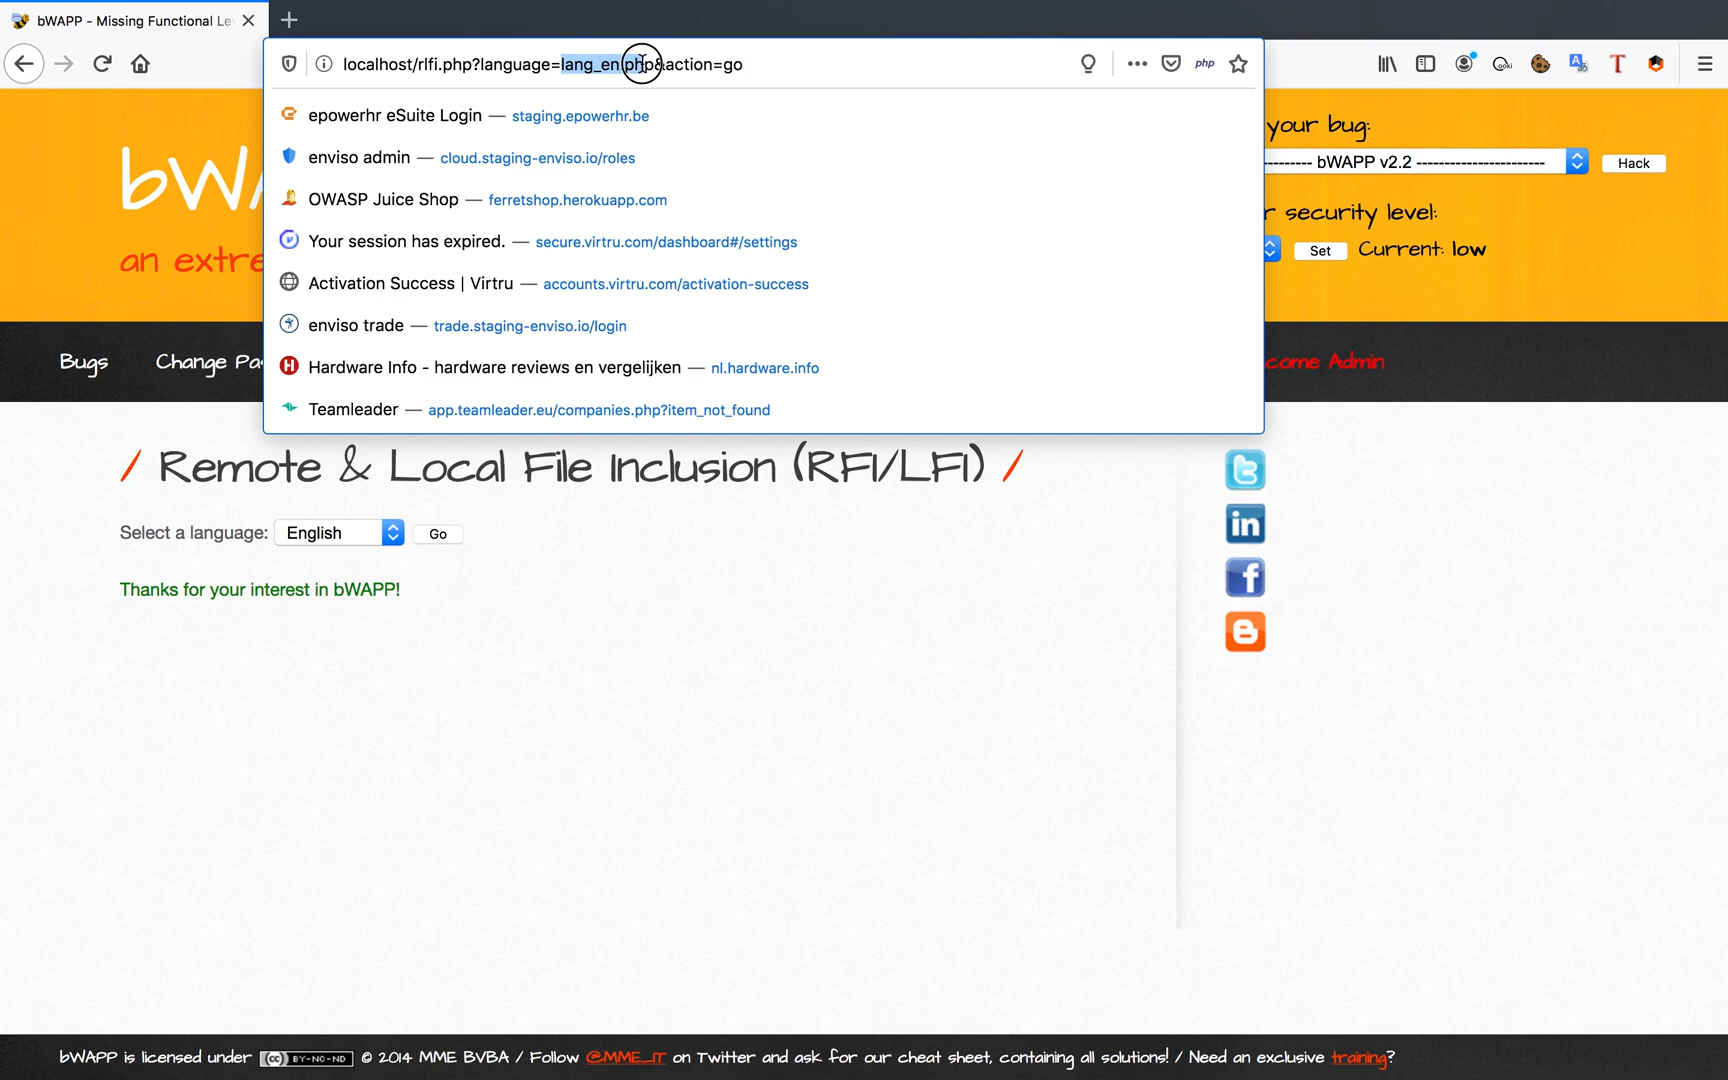 bWAPP - Missing Functional Le
localhost/rlfi.php?language=lang_en.php&action=go
php
epowerhr eSuite Login — staging.epowerhr.be
enviso admin — cloud.staging-enviso.io/roles
OWASP Juice Shop — ferretshop.herokuapp.com
Your session has expired. — secure.virtru.com/dashboard#/settings
Activation Success | Virtru — accounts.virtru.com/activation-success
enviso trade — trade.staging-enviso.io/login
Hardware Info - hardware reviews en vergelijken — nl.hardware.info
Teamleader — app.teamleader.eu/companies.php?item_not_found
bWA
an extre
your bug:
--------- bWAPP v2.2 ----------------------- Hack
security level:
Set Current: low
Bugs Change Pa come Admin
/ Remote & Local File Inclusion (RFI/LFI) /
Select a language: English Go
Thanks for your interest in bWAPP!
bWAPP is licensed under (cc) BY-NC-ND © 2014 MME BVBA / Follow @MME_IT on Twitter and ask for our cheat sheet, containing all solutions! / Need an exclusive training?